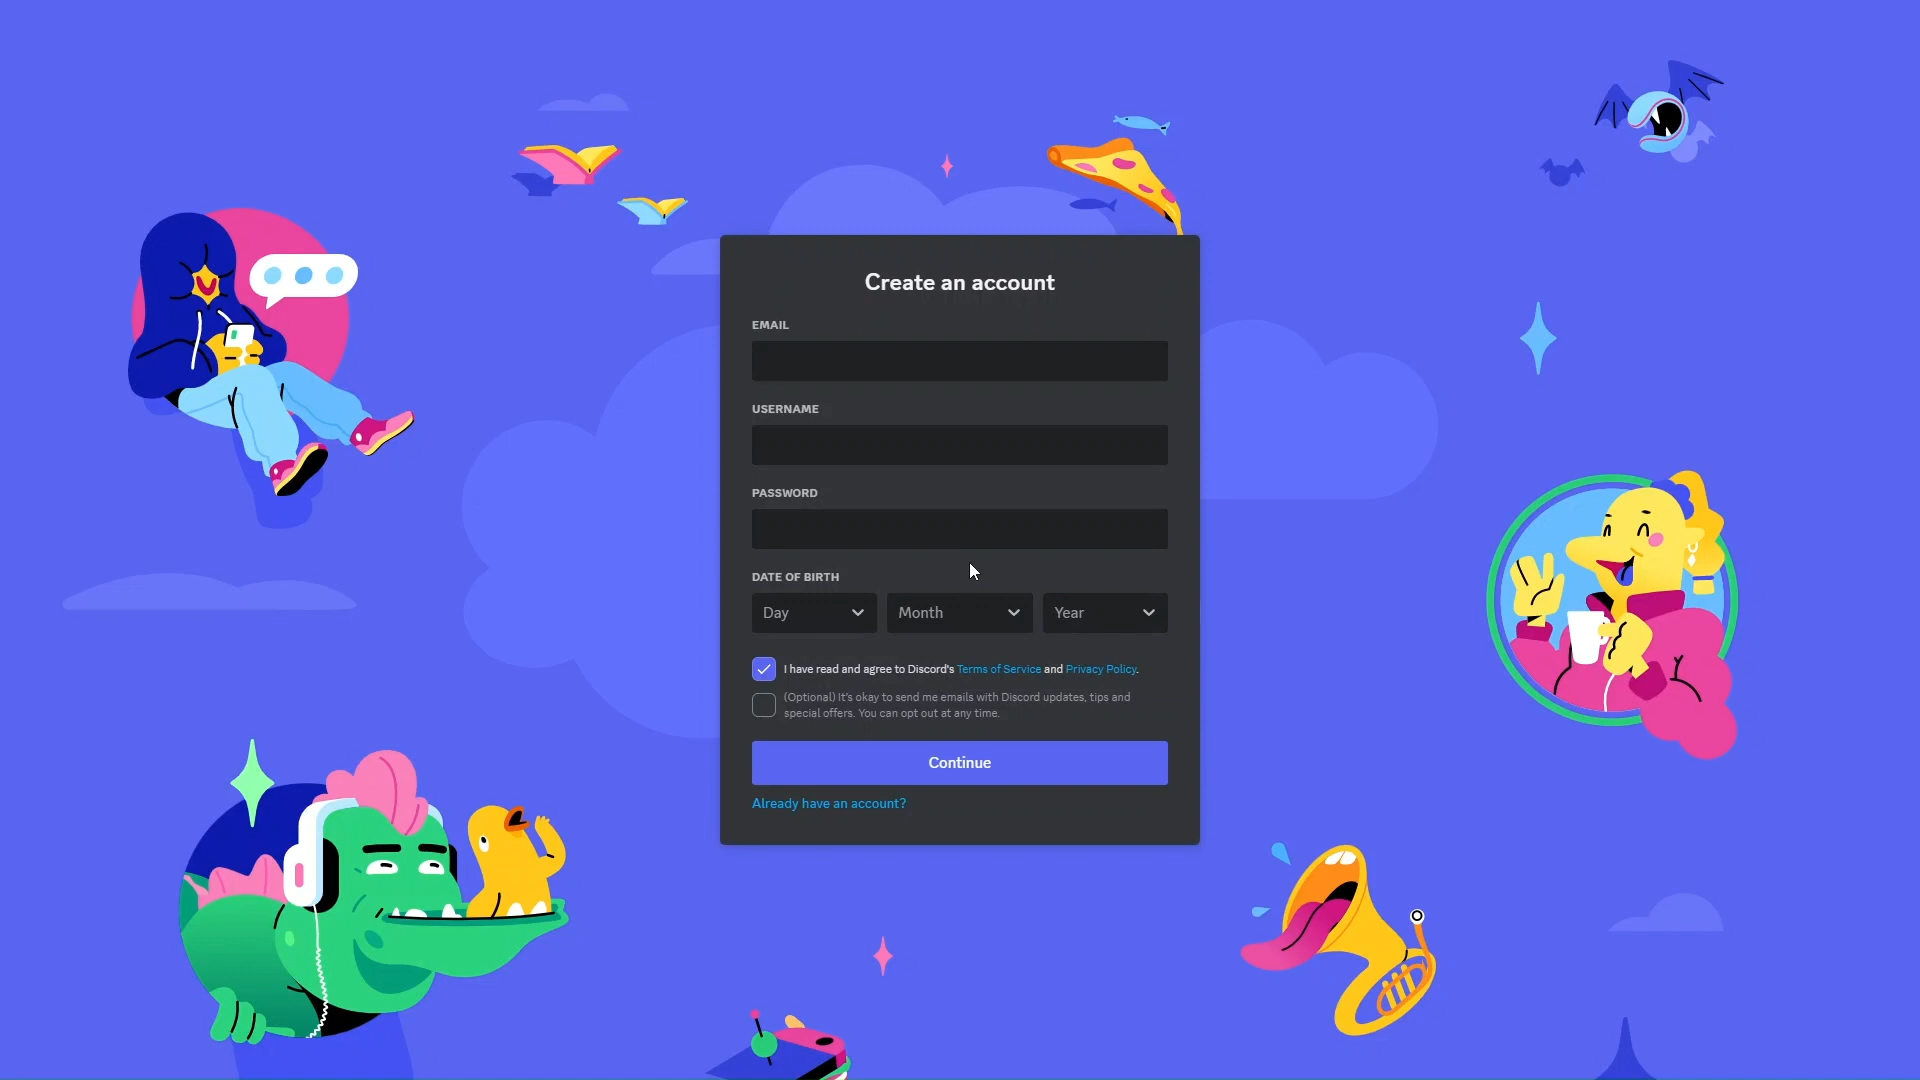 Create an account
EMAIL
USERNAME
PASSWORD
DATE OF BIRTH
Day Month Year
I have read and agree to Discord's Terms of Service and Privacy Policy.
(Optional) It's okay to send me emails with Discord updates, tips and
special offers. You can opt out at any time.
Continue
Already have an account?